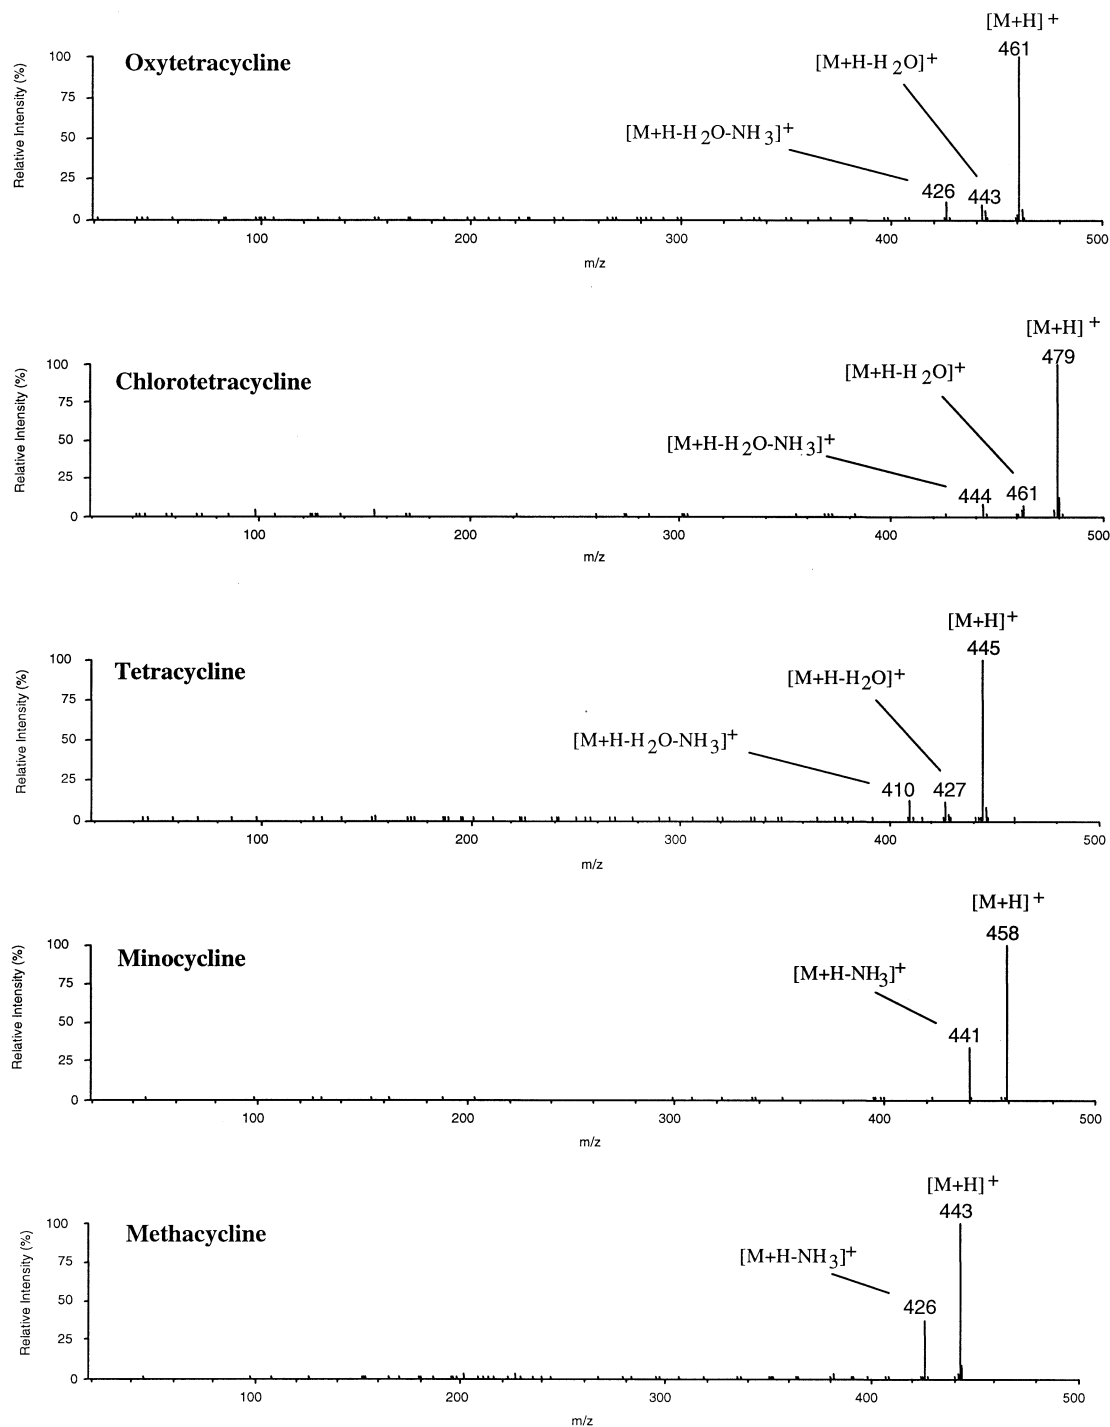 [M+H]+
Oxytetracycline
[M+H-H2O]+
461
[M+H-H2O-NH3]+
426
443
Relative Intensity (%)
100
75
50
25
0
100
200
300
400
500
m/z
[M+H]+
Chlorotetracycline
[M+H-H2O]+
479
[M+H-H2O-NH3]+
444
461
Relative Intensity (%)
100
75
50
25
0
100
200
300
400
500
m/z
[M+H]+
Tetracycline
[M+H-H2O]+
445
[M+H-H2O-NH3]+
410
427
Relative Intensity (%)
100
75
50
25
0
100
200
300
400
500
m/z
[M+H]+
Minocycline
458
[M+H-NH3]+
441
Relative Intensity (%)
100
75
50
25
0
100
200
300
400
500
m/z
[M+H]+
Methacycline
443
[M+H-NH3]+
426
Relative Intensity (%)
100
75
50
25
0
100
200
300
400
500
m/z